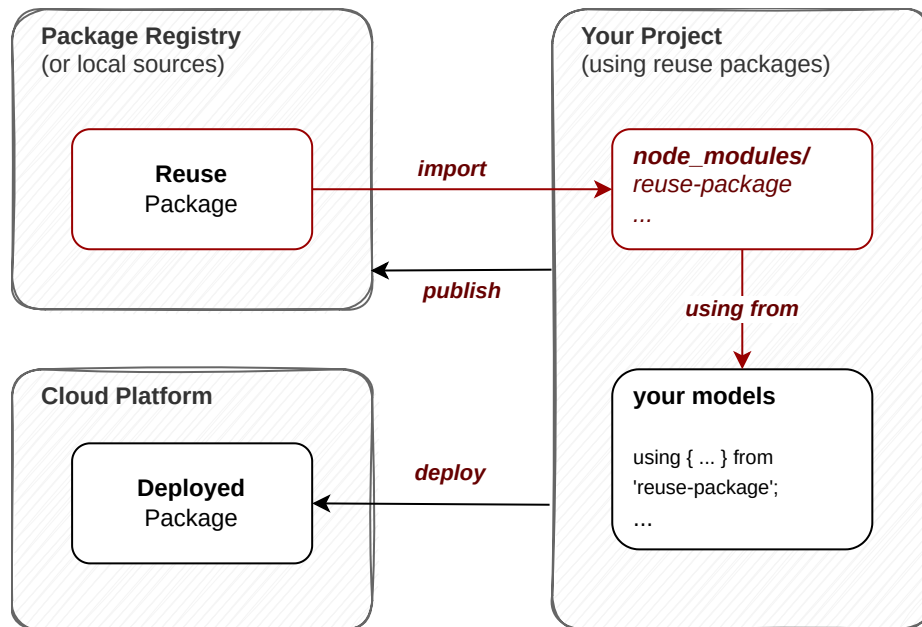 Package Registry
(or local sources)
Reuse
Package
import
publish
Your Project
(using reuse packages)
node_modules/
reuse-package
...
using from
your models
using { ... } from
'reuse-package';
...
Cloud Platform
Deployed
Package
deploy